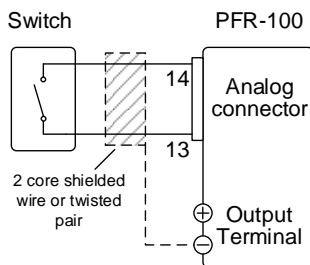 Switch
PFR-100
14
Analog
connector
13
2 core shielded
wire or twisted
pair
+
Output
Terminal
−